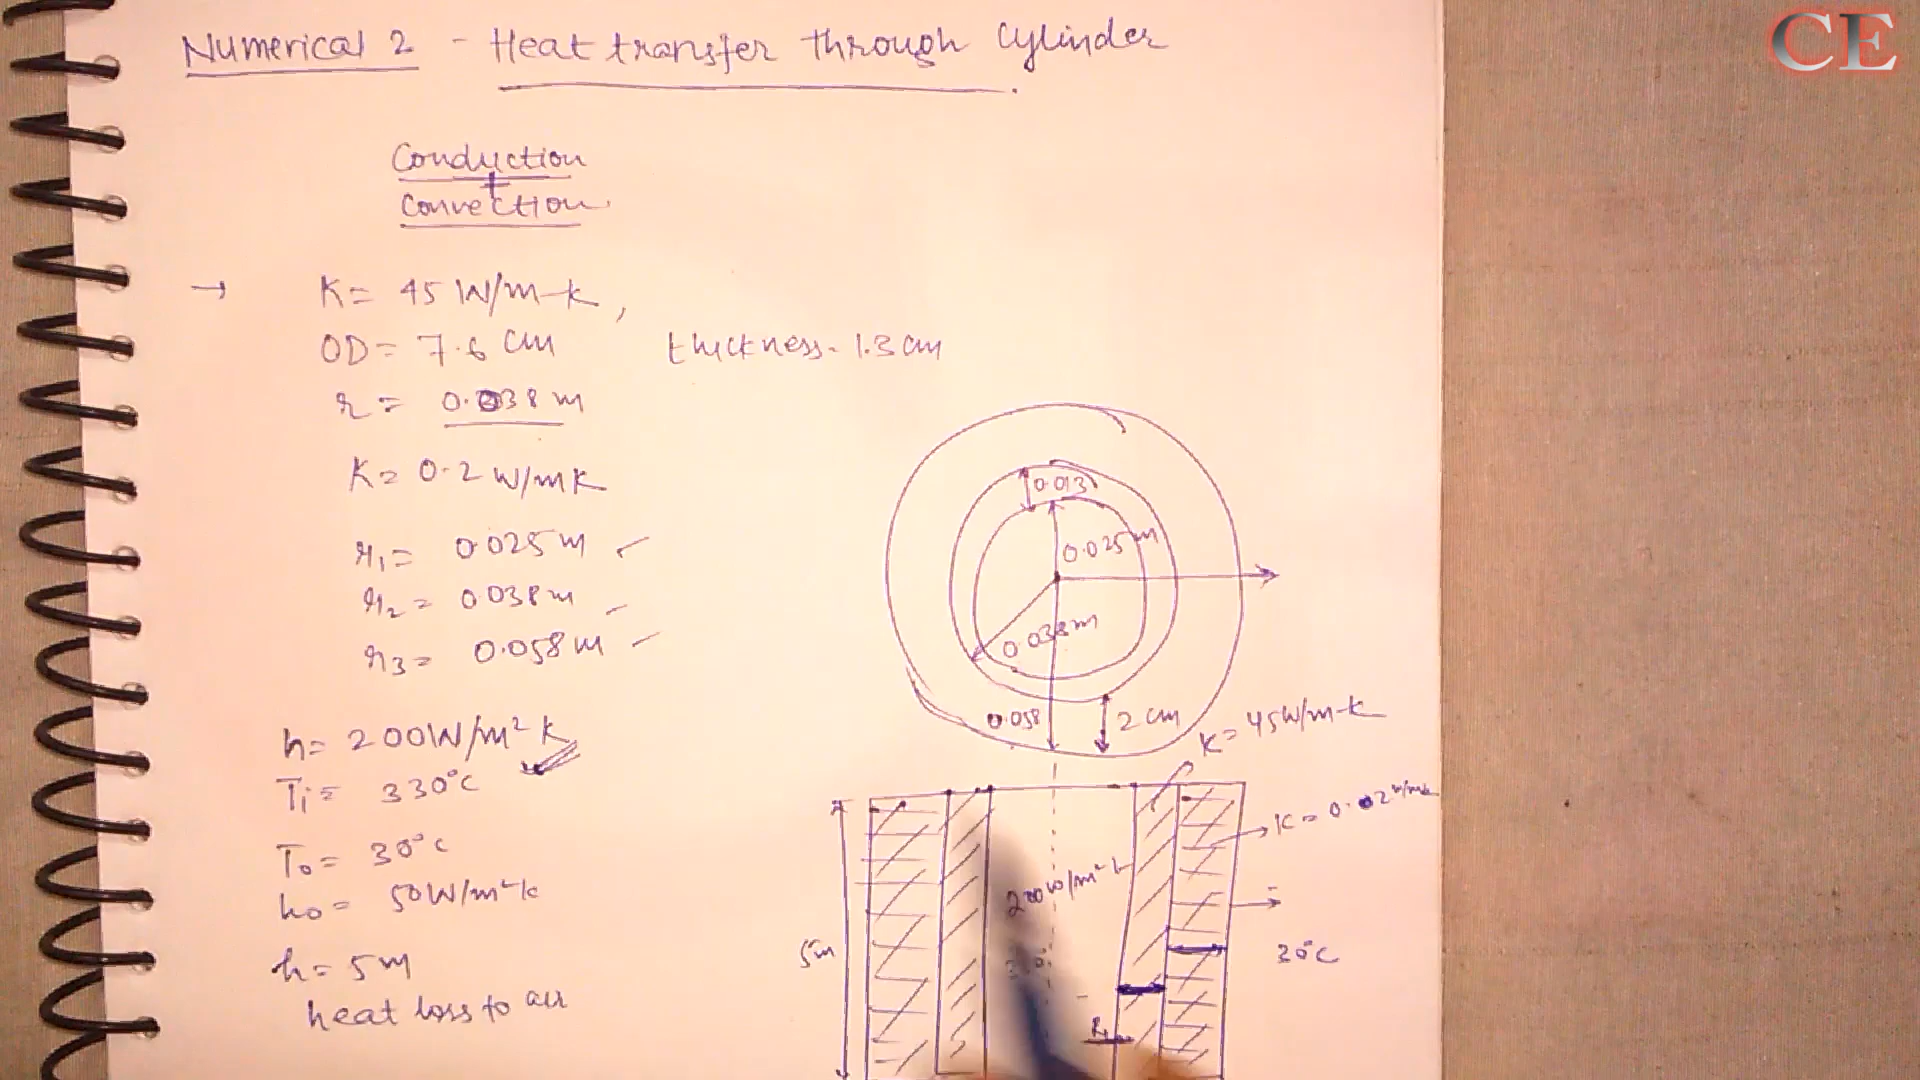 CE
Numerical 2 - Heat transfer through Cylinder
Conduction
+
Convection
→ K = 45 W/m-k,
OD = 7.6 cm thickness - 1.3 cm
r = 0.038 m
K = 0.2 W/mK
r1 = 0.025 m
r2 = 0.038 m
r3 = 0.058 m
h = 200 W/m² K
Ti = 330°C
To = 30°C
ho = 50 W/m²k
h = 5 m
heat loss to air
0.013
0.025 m
0.038 m
0.058
2 cm
K = 45 W/m-k
K = 0.02 w/mk
200 w/m² k
5m
30°C
R1